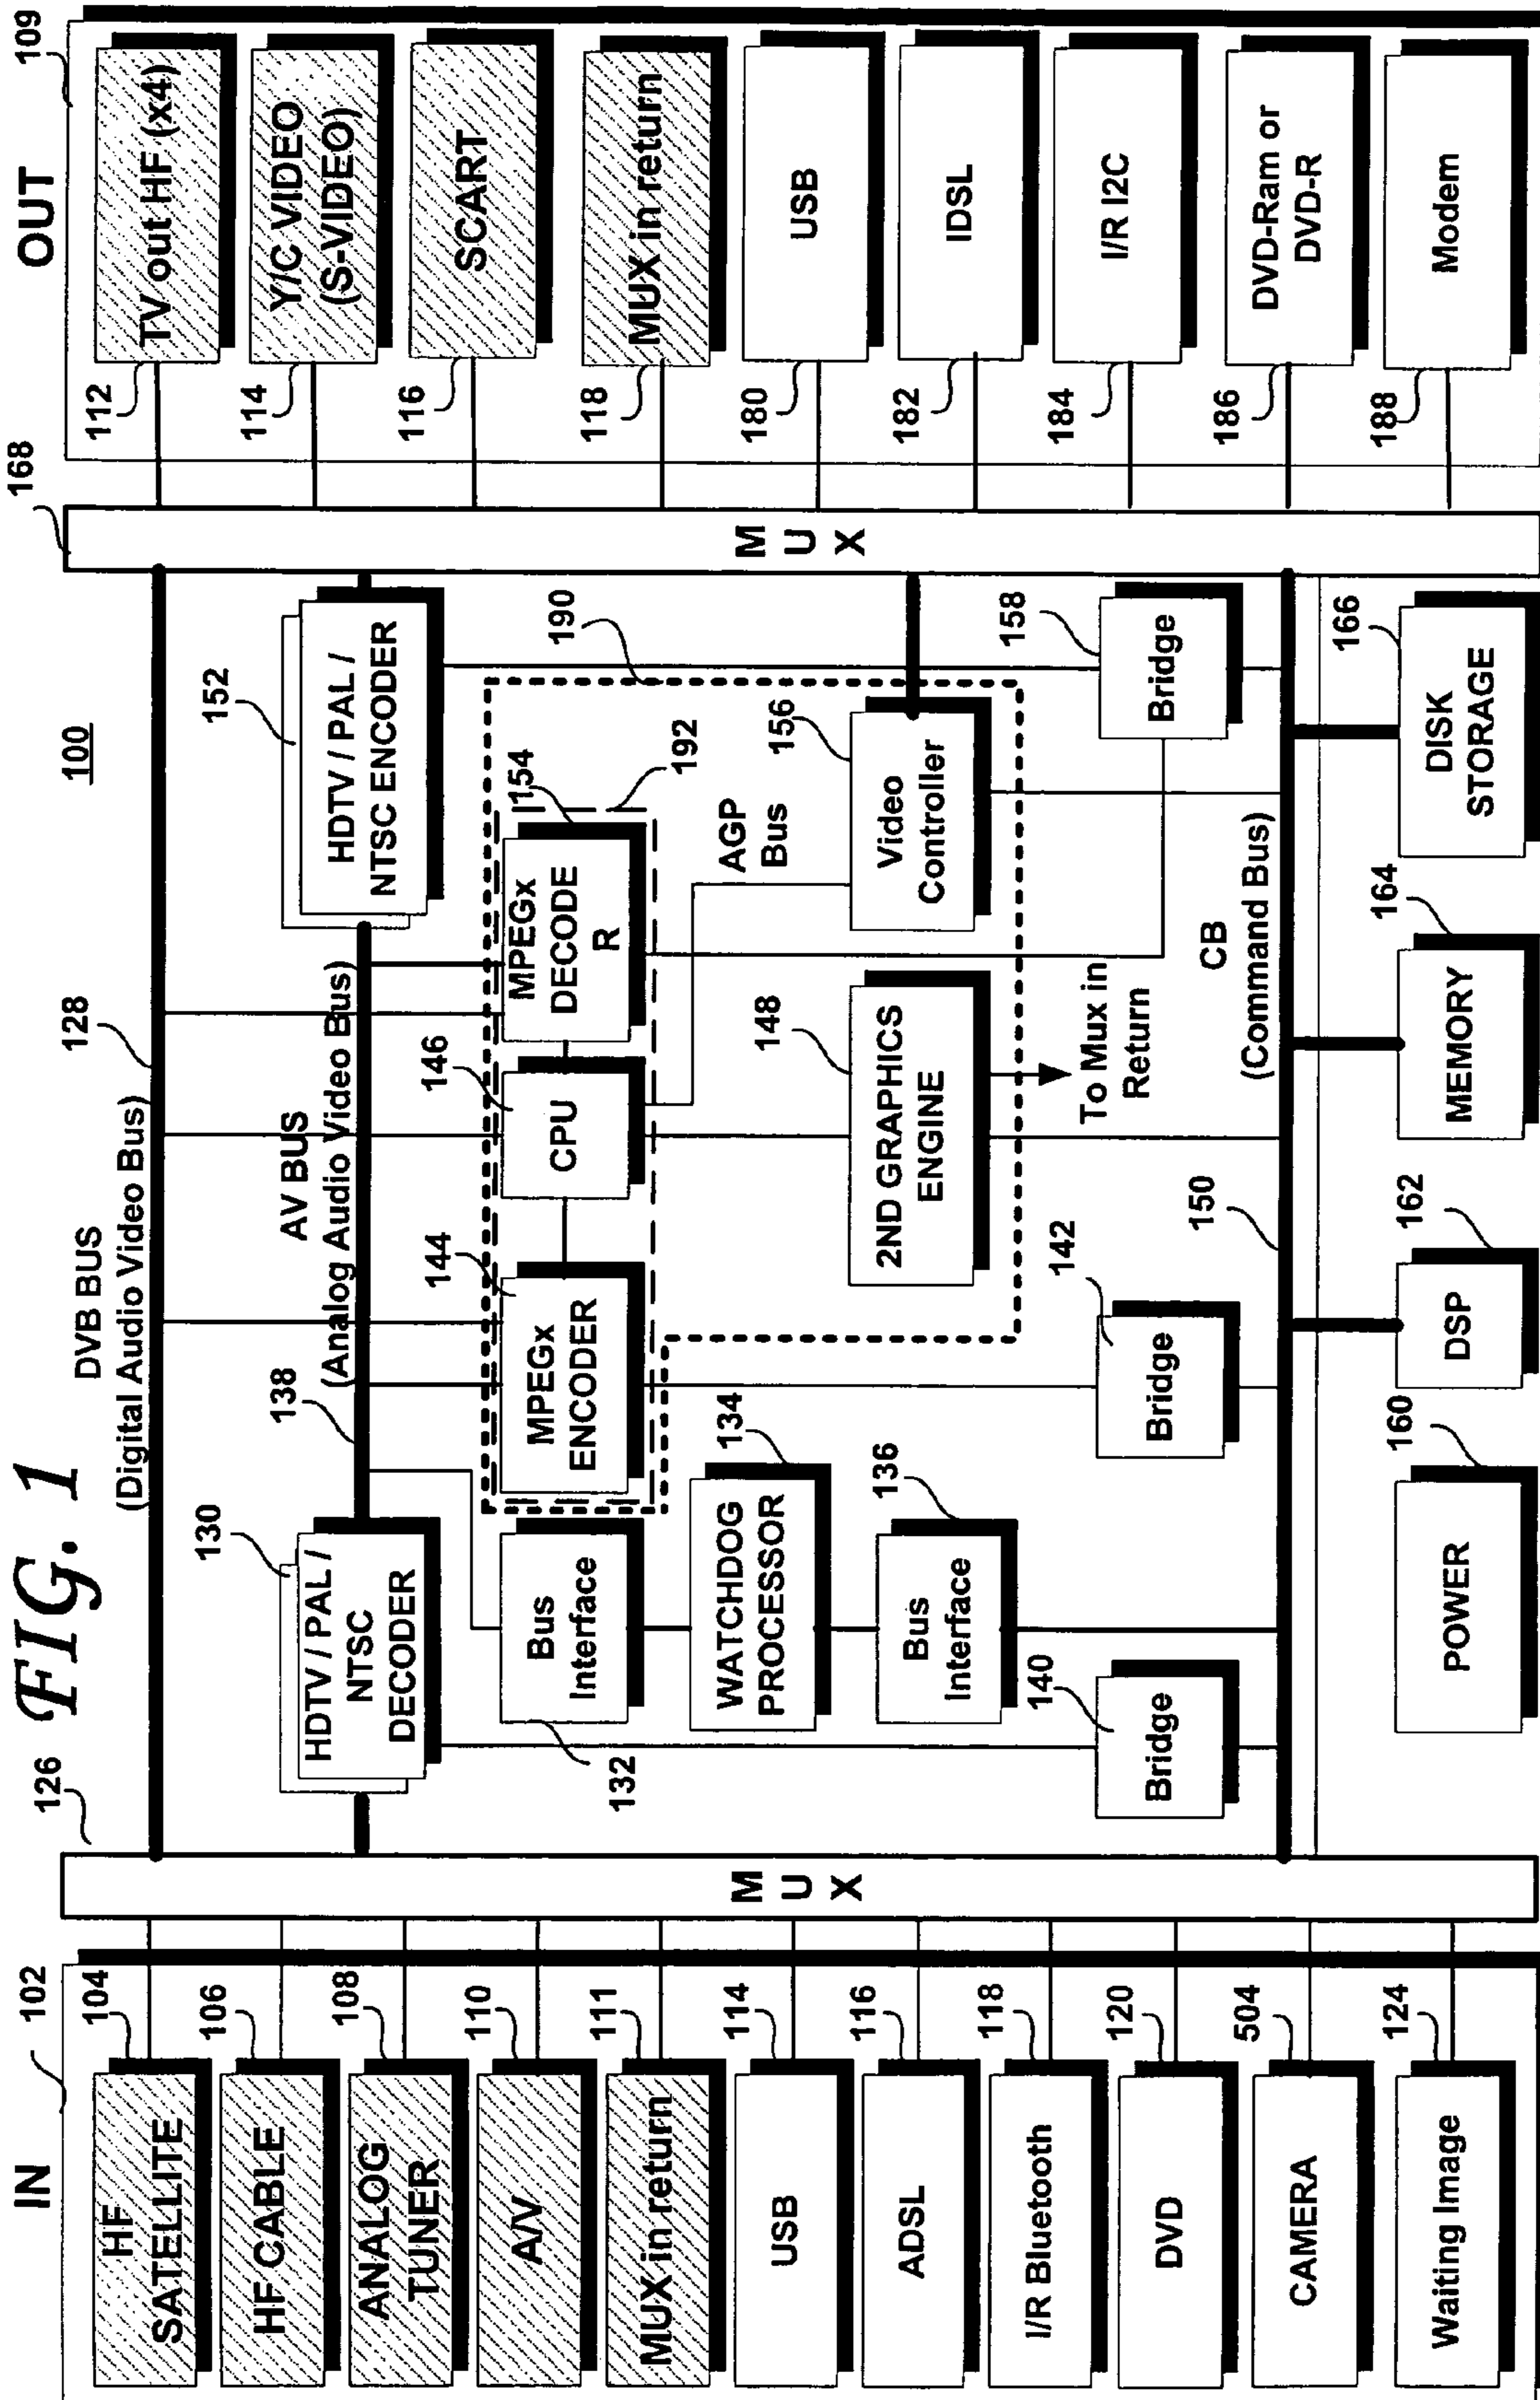 FIG. 1
100
IN
102
HF
SATELLITE
104
HF CABLE
106
ANALOG
TUNER
108
A/V
110
MUX in return
111
USB
114
ADSL
116
I/R Bluetooth
118
DVD
120
CAMERA
504
Waiting Image
124
126
M
U
X
DVB BUS
(Digital Audio Video Bus)
128
130
HDTV / PAL /
NTSC
DECODER
138
AV BUS
(Analog Audio Video Bus)
152
HDTV / PAL /
NTSC ENCODER
Bus
Interface
132
144
MPEGx
ENCODER
146
CPU
154
MPEGx
DECODE
R
192
190
WATCHDOG
PROCESSOR
134
AGP
Bus
Bus
Interface
136
148
2ND GRAPHICS
ENGINE
156
Video
Controller
To Mux in
Return
140
Bridge
142
Bridge
158
Bridge
150
CB
(Command Bus)
160
POWER
162
DSP
164
MEMORY
166
DISK
STORAGE
168
M
U
X
OUT
109
112
TV out HF (x4)
114
Y/C VIDEO
(S-VIDEO)
116
SCART
118
MUX in return
180
USB
182
IDSL
184
I/R I2C
186
DVD-Ram or
DVD-R
188
Modem